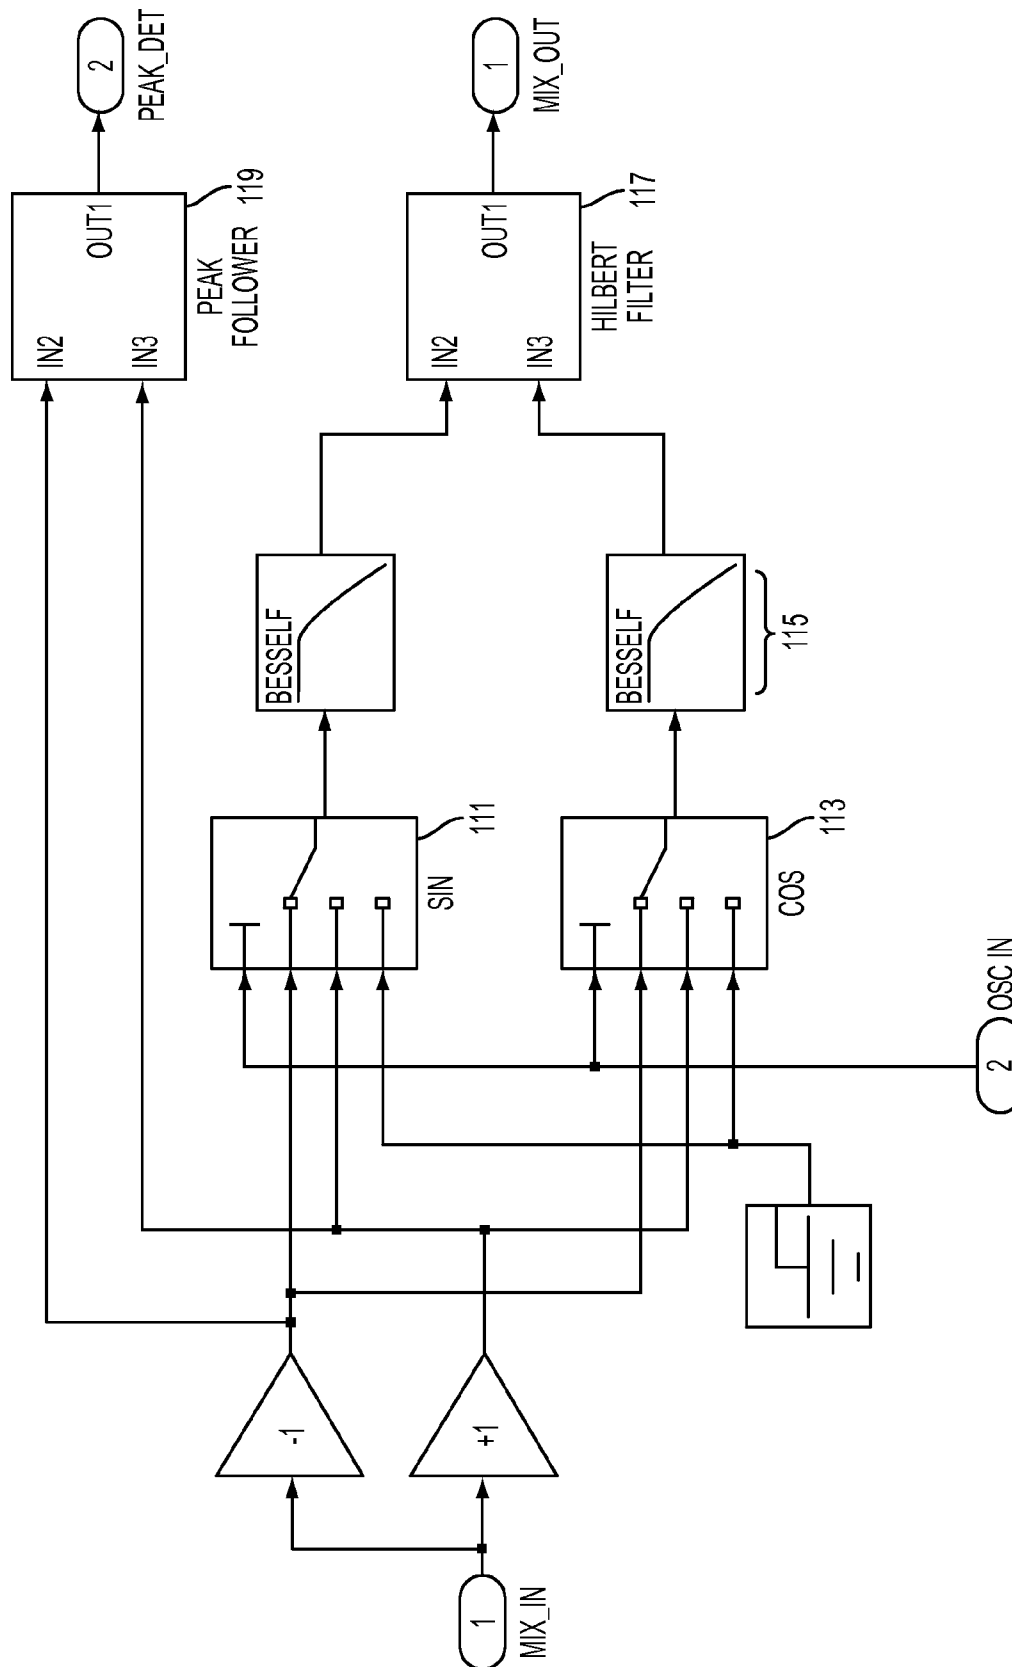 2
PEAK_DET
OUT1
IN2
IN3
PEAK
FOLLOWER
119
1
MIX_OUT
OUT1
IN2
IN3
HILBERT
FILTER
117
BESSELF
BESSELF
115
SIN
111
COS
113
2
OSC IN
-1
+1
1
MIX_IN